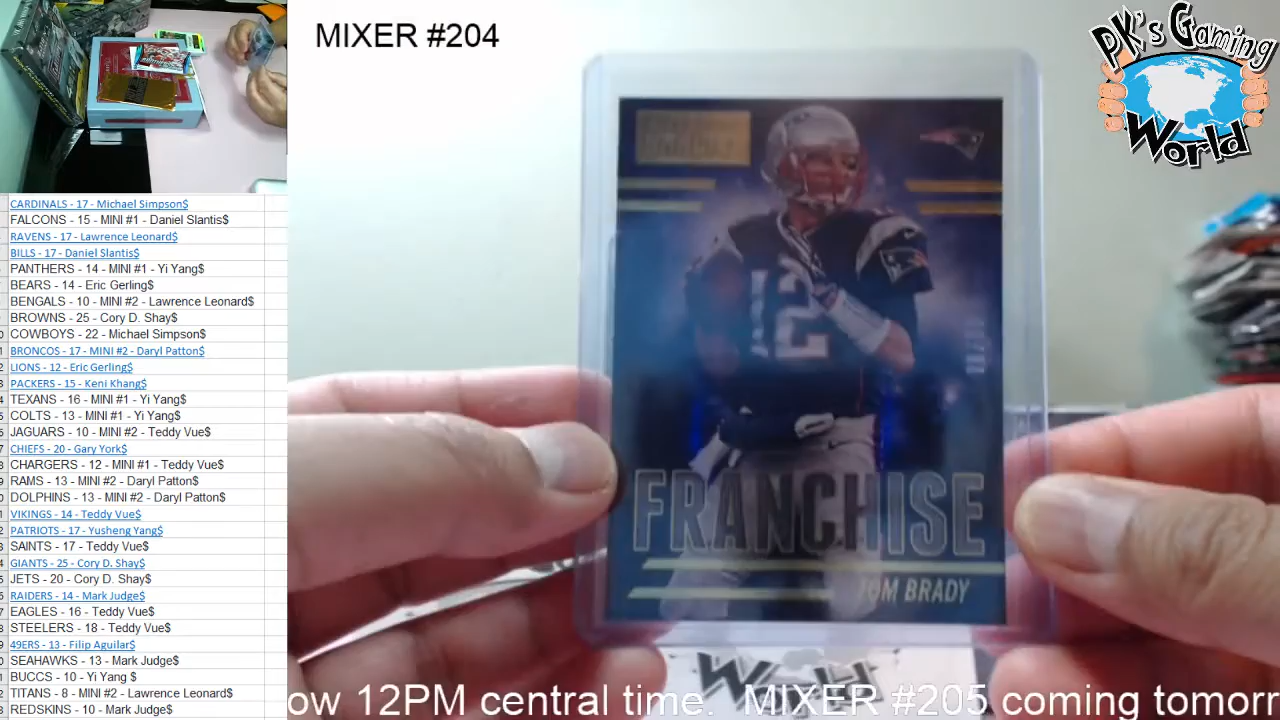 MIXER #204
PK's Gaming
World
CARDINALS - 17 - Michael Simpson$
FALCONS - 15 - MINI #1 - Daniel Slantis$
RAVENS - 17 - Lawrence Leonard$
BILLS - 17 - Daniel Slantis$
PANTHERS - 14 - MINI #1 - Yi Yang$
BEARS - 14 - Eric Gerling$
BENGALS - 10 - MINI #2 - Lawrence Leonard$
BROWNS - 25 - Cory D. Shay$
COWBOYS - 22 - Michael Simpson$
BRONCOS - 17 - MINI #2 - Daryl Patton$
LIONS - 12 - Eric Gerling$
PACKERS - 15 - Keni Khang$
TEXANS - 16 - MINI #1 - Yi Yang$
COLTS - 13 - MINI #1 - Yi Yang$
JAGUARS - 10 - MINI #2 - Teddy Vue$
CHIEFS - 20 - Gary York$
CHARGERS - 12 - MINI #1 - Teddy Vue$
RAMS - 13 - MINI #2 - Daryl Patton$
DOLPHINS - 13 - MINI #2 - Daryl Patton$
VIKINGS - 14 - Teddy Vue$
PATRIOTS - 17 - Yusheng Yang$
SAINTS - 17 - Teddy Vue$
GIANTS - 25 - Cory D. Shay$
JETS - 20 - Cory D. Shay$
RAIDERS - 14 - Mark Judge$
EAGLES - 16 - Teddy Vue$
STEELERS - 18 - Teddy Vue$
49ERS - 13 - Filip Aguilar$
SEAHAWKS - 13 - Mark Judge$
BUCCS - 10 - Yi Yang $
TITANS - 8 - MINI #2 - Lawrence Leonard$
REDSKINS - 10 - Mark Judge$
12
FRANCHISE
TOM BRADY
World
ow 12PM central time. MIXER #205 coming tomorr